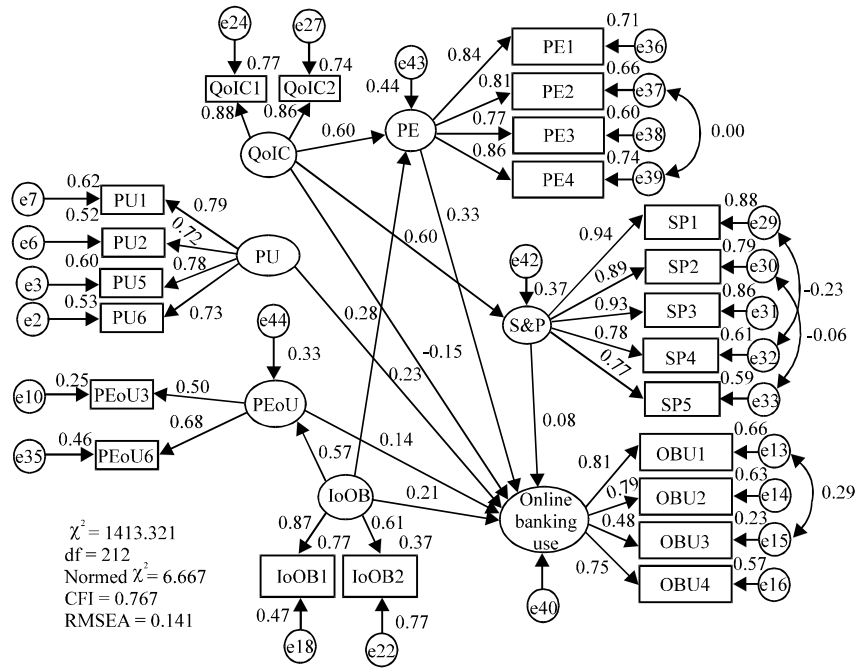 e24
e27
0.77
0.74
QoIC1
QoIC2
0.88
0.86
QoIC
0.60
0.44
e43
PE
0.84
0.81
0.77
0.86
0.71
PE1
e36
0.66
PE2
e37
0.60
PE3
e38
0.74
PE4
e39
0.00
e7
0.62
PU1
0.79
e6
0.52
PU2
0.72
e3
0.60
PU5
0.78
e2
0.53
PU6
0.73
PU
0.33
0.60
e42
0.37
S&P
0.94
0.89
0.93
0.78
0.77
0.88
SP1
e29
0.79
SP2
e30
0.86
SP3
e31
0.61
SP4
e32
0.59
SP5
e33
-0.23
-0.06
e44
0.33
0.28
-0.15
0.23
e10
0.25
PEoU3
0.50
PEoU
e35
0.46
PEoU6
0.68
0.57
0.14
0.08
IoOB
0.21
0.87
0.61
0.77
0.37
IoOB1
IoOB2
0.47
0.77
e18
e22
Online
banking
use
e40
0.81
0.79
0.48
0.75
0.66
OBU1
e13
0.63
OBU2
e14
0.23
OBU3
e15
0.57
OBU4
e16
0.29
χ² = 1413.321
df = 212
Normed χ² = 6.667
CFI = 0.767
RMSEA = 0.141